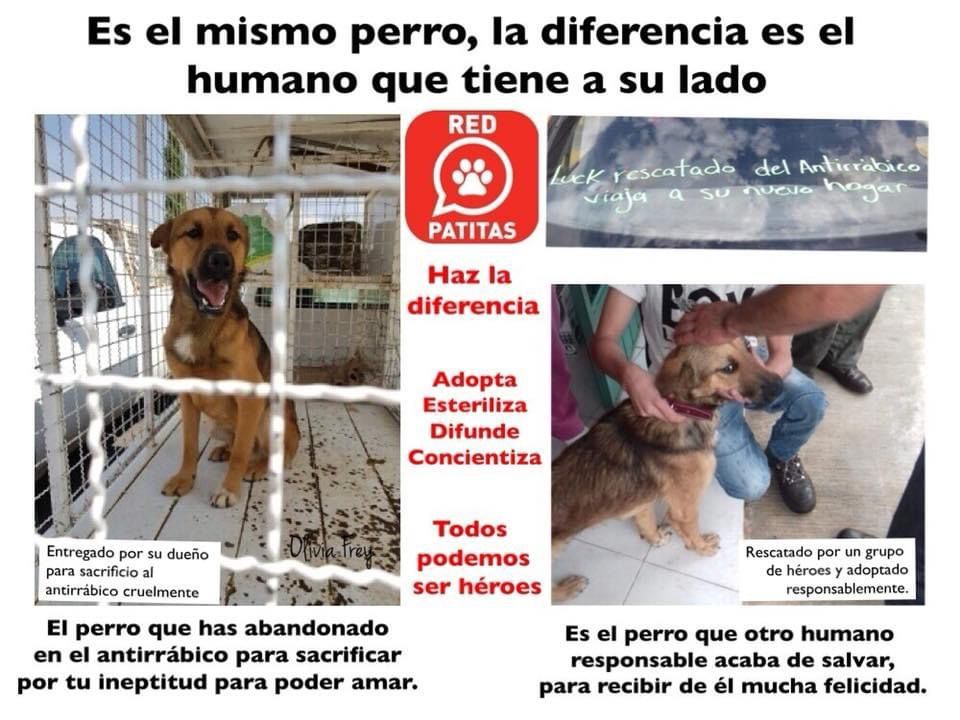 Es el mismo perro, la diferencia es el
humano que tiene a su lado
RED
PATITAS
Luck rescatado del Antirrábico
viaja a su nuevo hogar
Haz la
diferencia
Adopta
Esteriliza
Difunde
Concientiza
Todos
podemos
ser héroes
Olivia Frey
Entregado por su dueño
para sacrificio al
antirrábico cruelmente
Rescatado por un grupo
de héroes y adoptado
responsablemente.
El perro que has abandonado
en el antirrábico para sacrificar
por tu ineptitud para poder amar.
Es el perro que otro humano
responsable acaba de salvar,
para recibir de él mucha felicidad.